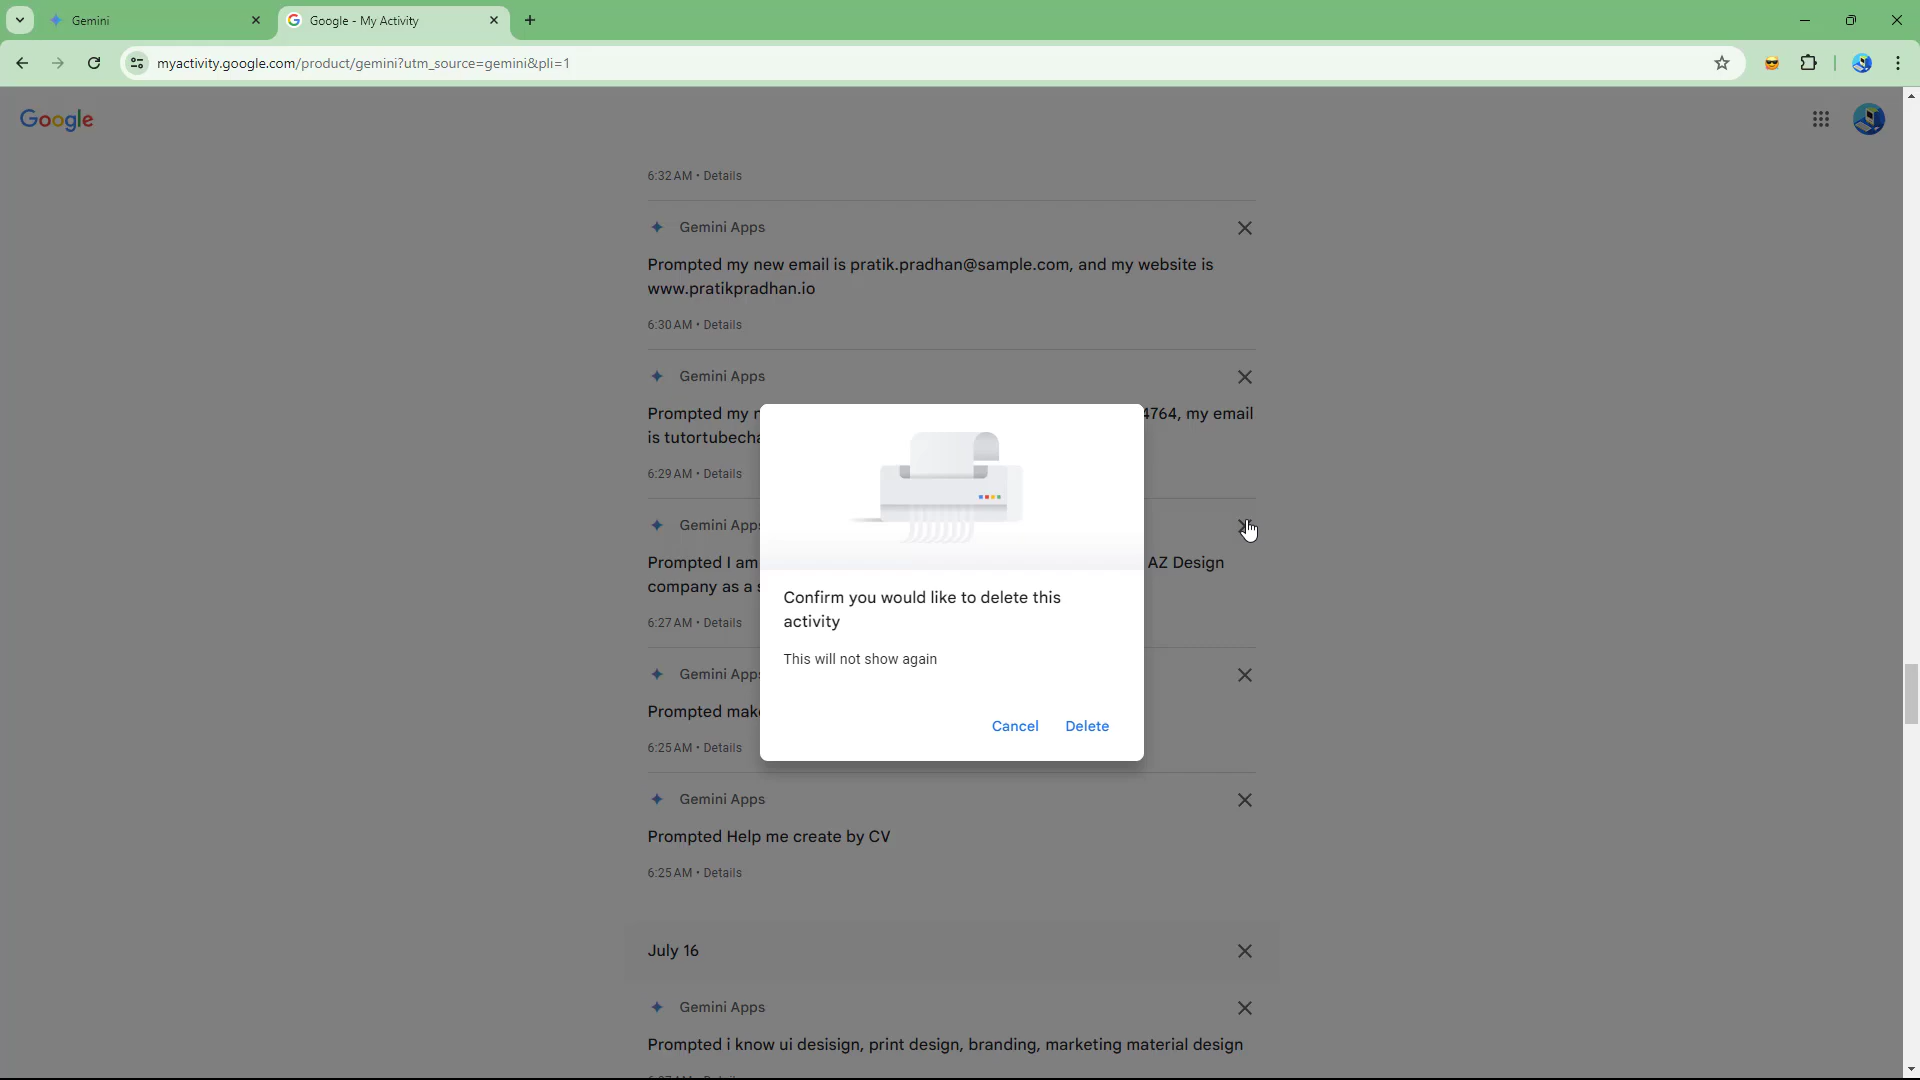 Gemini
Google - My Activity
myactivity.google.com/product/gemini?utm_source=gemini&pli=1
Google
6:32 AM • Details
Gemini Apps
Prompted my new email is pratik.pradhan@sample.com, and my website is
www.pratikpradhan.io
6:30 AM • Details
Gemini Apps
Prompted my 4764, my email
is
6:29 AM • Details
Gemini Apps
Prompted I am AZ Design
company as a
6:27 AM • Details
Gemini Apps
Prompted
6:25 AM • Details
Gemini Apps
Prompted Help me create by CV
6:25 AM • Details
July 16
Gemini Apps
Prompted i know ui desisign, print design, branding, marketing material design
Confirm you would like to delete this
activity
This will not show again
Cancel Delete